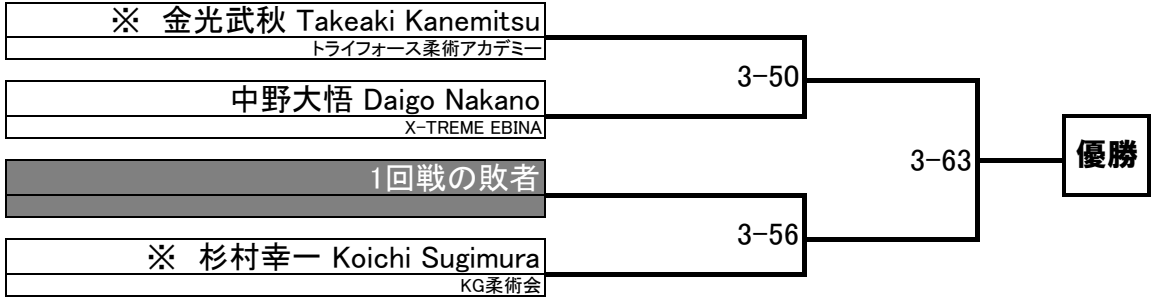 ※ 金光武秋 Takeaki Kanemitsu
トライフォース柔術アカデミー
3-50
中野大悟 Daigo Nakano
X-TREME EBINA
3-63
優勝
1回戦の敗者
3-56
※ 杉村幸一 Koichi Sugimura
KG柔術会